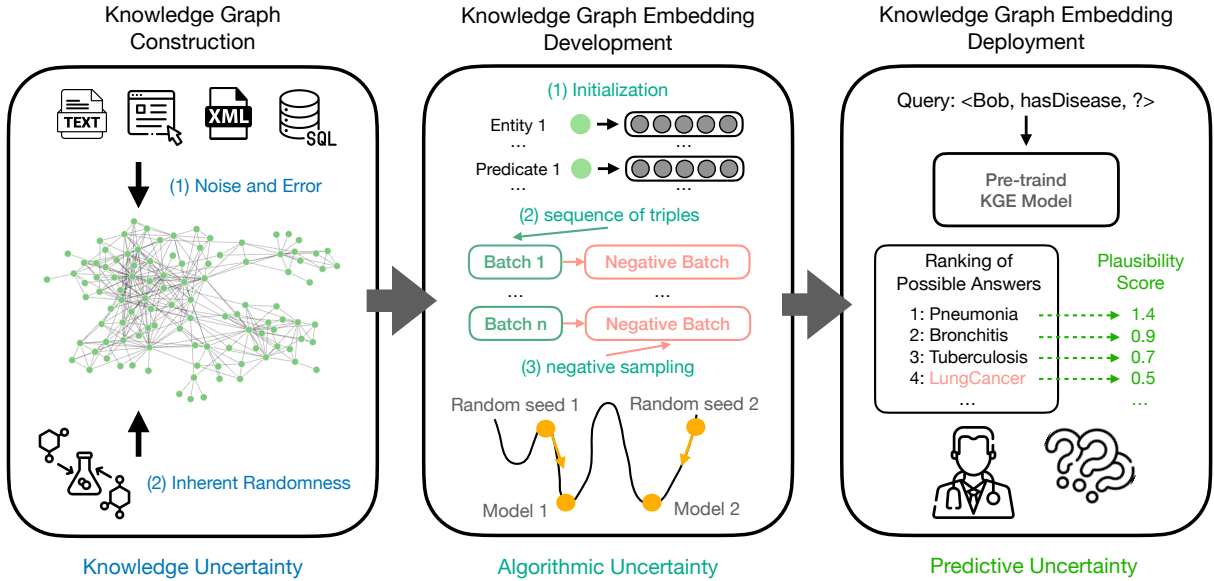 Knowledge Graph
Construction
TEXT
XML
SQL
(1) Noise and Error
(2) Inherent Randomness
Knowledge Uncertainty
Knowledge Graph Embedding
Development
(1) Initialization
Entity 1
...
...
Predicate 1
...
...
(2) sequence of triples
Batch 1
Negative Batch
...
...
Batch n
Negative Batch
(3) negative sampling
Random seed 1
Random seed 2
Model 1
Model 2
Algorithmic Uncertainty
Knowledge Graph Embedding
Deployment
Query: <Bob, hasDisease, ?>
Pre-traind
KGE Model
Ranking of
Possible Answers
Plausibility
Score
1: Pneumonia 1.4
2: Bronchitis 0.9
3: Tuberculosis 0.7
4: LungCancer 0.5
... ...
???
Predictive Uncertainty